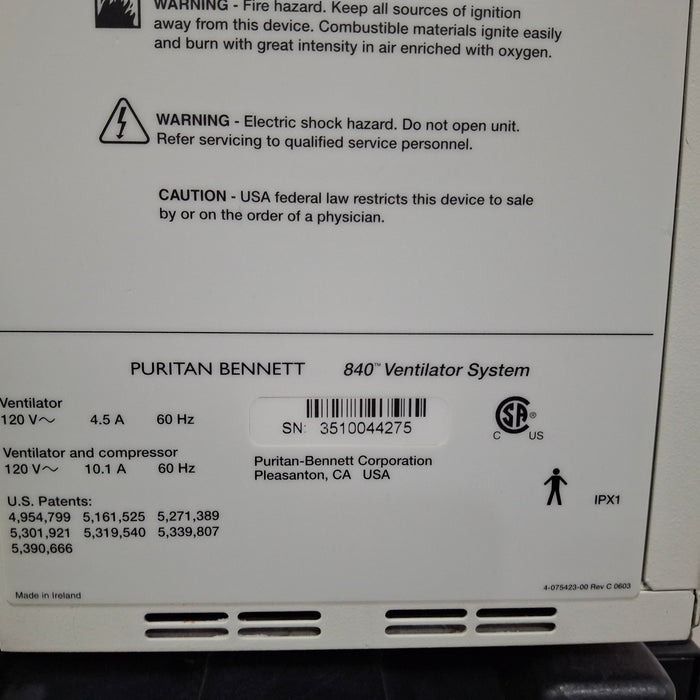 WARNING - Fire hazard. Keep all sources of ignition
away from this device. Combustible materials ignite easily
and burn with great intensity in air enriched with oxygen.
WARNING - Electric shock hazard. Do not open unit.
Refer servicing to qualified service personnel.
CAUTION - USA federal law restricts this device to sale
by or on the order of a physician.
PURITAN BENNETT 840™ Ventilator System
Ventilator
120 V~ 4.5 A 60 Hz
SN: 3510044275
SA®
C US
Ventilator and compressor
120 V~ 10.1 A 60 Hz
Puritan-Bennett Corporation
Pleasanton, CA USA
IPX1
U.S. Patents:
4,954,799 5,161,525 5,271,389
5,301,921 5,319,540 5,339,807
5,390,666
Made in Ireland
4-075423-00 Rev C 0603